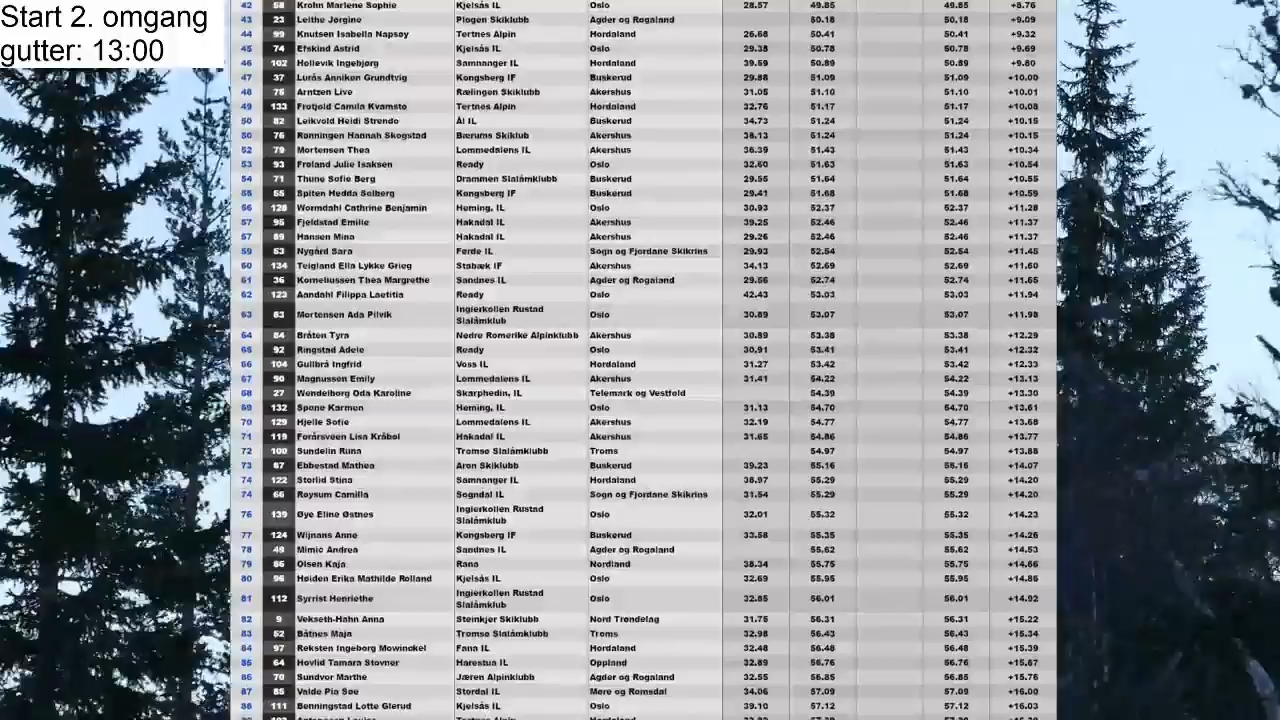 Start 2. omgang
gutter: 13:00
42 58 Krohn Marlene Sophie Kjelsås IL Oslo 28.57 49.85 49.85 +8.76
43 23 Leithe Jørgine Plogen Skiklubb Agder og Rogaland 50.18 50.18 +9.09
44 99 Knutsen Isabella Napsøy Tertnes Alpin Hordaland 26.68 50.41 50.41 +9.32
45 74 Efskind Astrid Kjelsås IL Oslo 29.38 50.78 50.78 +9.69
46 102 Hollevik Ingebjørg Samnanger IL Hordaland 39.59 50.89 50.89 +9.80
47 37 Lurås Anniken Grundtvig Kongsberg IF Buskerud 29.88 51.09 51.09 +10.00
48 75 Arntzen Live Rælingen Skiklubb Akershus 31.05 51.10 51.10 +10.01
49 133 Frotjold Camila Kvamsto Tertnes Alpin Hordaland 32.76 51.17 51.17 +10.08
50 82 Leikvold Heidi Strendo Ål IL Buskerud 34.73 51.24 51.24 +10.15
50 76 Rønningen Hannah Skogstad Bærums Skiklub Akershus 38.13 51.24 51.24 +10.15
52 79 Mortensen Thea Lommedalens IL Akershus 36.39 51.43 51.43 +10.34
53 93 Frøland Julie Isaksen Ready Oslo 32.60 51.63 51.63 +10.54
54 71 Thune Sofie Berg Drammen Slalåmklubb Buskerud 29.55 51.64 51.64 +10.55
55 55 Spiten Hedda Solberg Kongsberg IF Buskerud 29.41 51.68 51.68 +10.59
56 128 Wormdahl Cathrine Benjamin Heming, IL Oslo 30.93 52.37 52.37 +11.28
57 95 Fjeldstad Emilie Hakadal IL Akershus 39.25 52.46 52.46 +11.37
57 89 Hansen Mina Hakadal IL Akershus 29.26 52.46 52.46 +11.37
59 53 Nygård Sara Førde IL Sogn og Fjordane Skikrins 29.93 52.54 52.54 +11.45
60 134 Teigland Ella Lykke Grieg Stabæk IF Akershus 34.13 52.69 52.69 +11.60
61 36 Korneliussen Thea Margrethe Sandnes IL Agder og Rogaland 29.56 52.74 52.74 +11.65
62 123 Aandahl Filippa Laetitia Ready Oslo 42.43 53.03 53.03 +11.94
63 83 Mortensen Ada Pilvik Ingierkollen Rustad Slalåmklub Oslo 30.89 53.07 53.07 +11.98
64 84 Bråten Tyra Nedre Romerike Alpinklubb Akershus 30.89 53.38 53.38 +12.29
65 92 Ringstad Adele Ready Oslo 30.91 53.41 53.41 +12.32
66 104 Gullbrå Ingfrid Voss IL Hordaland 31.27 53.42 53.42 +12.33
67 90 Magnussen Emily Lommedalens IL Akershus 31.41 54.22 54.22 +13.13
68 27 Wendelborg Oda Karoline Skarphedin, IL Telemark og Vestfold 54.39 54.39 +13.30
69 132 Spone Karmen Heming, IL Oslo 31.13 54.70 54.70 +13.61
70 129 Hjelle Sofie Lommedalens IL Akershus 32.19 54.77 54.77 +13.68
71 119 Forårsveen Lisa Kråbøl Hakadal IL Akershus 31.65 54.86 54.86 +13.77
72 100 Sundelin Runa Tromsø Slalåmklubb Troms 54.97 54.97 +13.88
73 87 Ebbestad Mathea Aron Skiklubb Buskerud 39.23 55.16 55.16 +14.07
74 122 Storlid Stina Samnanger IL Hordaland 38.97 55.29 55.29 +14.20
74 66 Røysum Camilla Sogndal IL Sogn og Fjordane Skikrins 31.54 55.29 55.29 +14.20
76 139 Øye Eline Østnes Ingierkollen Rustad Slalåmklub Oslo 32.01 55.32 55.32 +14.23
77 124 Wijnans Anne Kongsberg IF Buskerud 33.58 55.35 55.35 +14.26
78 49 Mimic Andrea Sandnes IL Agder og Rogaland 55.62 55.62 +14.53
79 86 Olsen Kaja Rana Nordland 38.34 55.75 55.75 +14.66
80 96 Høiden Erika Mathilde Rolland Kjelsås IL Oslo 32.69 55.95 55.95 +14.86
81 112 Syrrist Henriethe Ingierkollen Rustad Slalåmklub Oslo 32.85 56.01 56.01 +14.92
82 9 Vekseth-Hahn Anna Steinkjer Skiklubb Nord Trøndelag 31.75 56.31 56.31 +15.22
83 52 Båtnes Maja Tromsø Slalåmklubb Troms 32.98 56.43 56.43 +15.34
84 97 Reksten Ingeborg Mowinckel Fana IL Hordaland 32.48 56.48 56.48 +15.39
85 64 Hovlid Tamara Stovner Harestua IL Oppland 32.89 56.76 56.76 +15.67
86 70 Sundvor Marthe Jæren Alpinklubb Agder og Rogaland 32.55 56.85 56.85 +15.76
87 85 Valde Pia Søe Stordal IL Møre og Romsdal 34.06 57.09 57.09 +16.00
88 111 Benningstad Lotte Glerud Kjelsås IL Oslo 39.10 57.12 57.12 +16.03